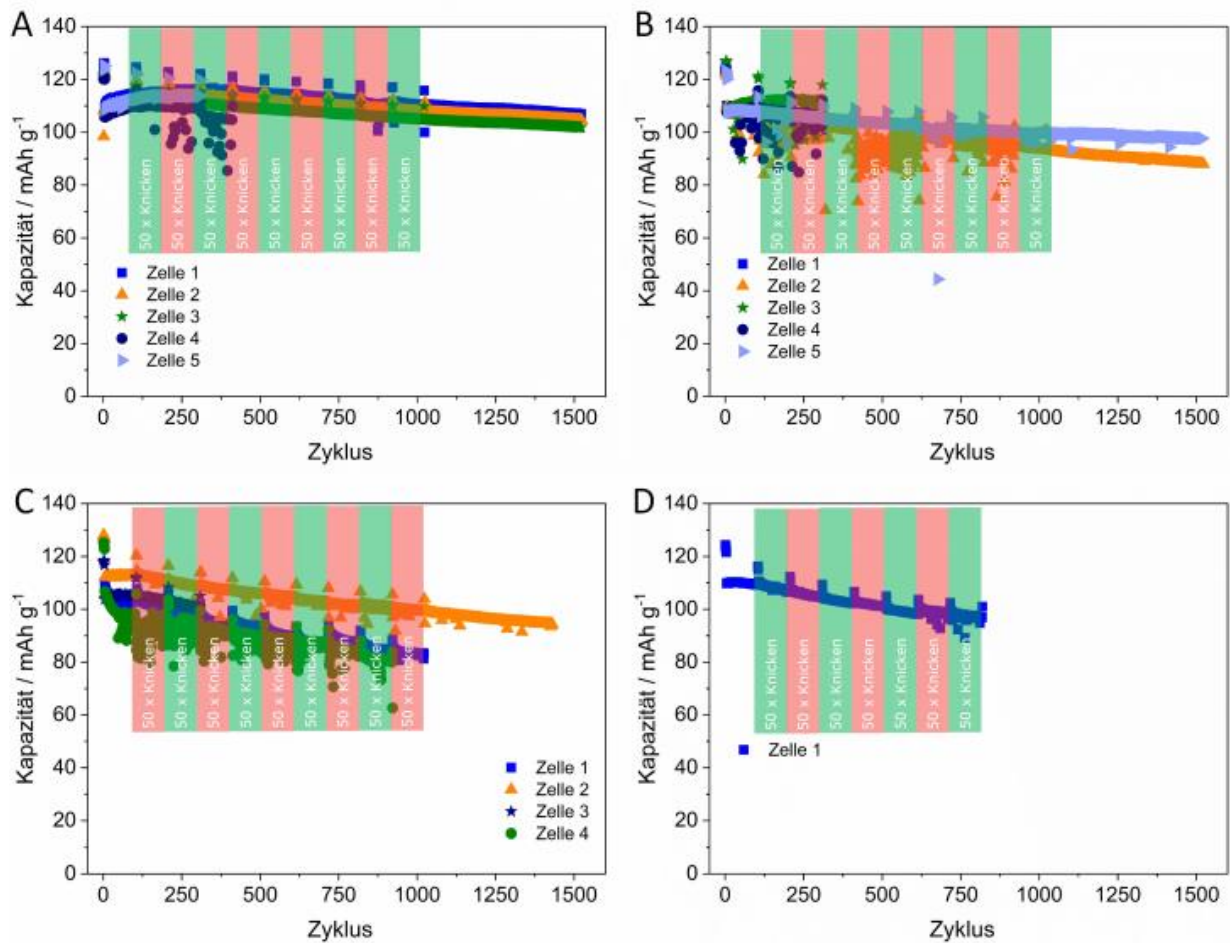 A
Kapazität / mAh g⁻¹
140
120
100
80
60
40
20
0
50 x Knicken
50 x Knicken
50 x Knicken
50 x Knicken
50 x Knicken
50 x Knicken
50 x Knicken
50 x Knicken
50 x Knicken
Zelle 1
Zelle 2
Zelle 3
Zelle 4
Zelle 5
0 250 500 750 1000 1250 1500
Zyklus
B
Kapazität / mAh g⁻¹
140
120
100
80
60
40
20
0
50 x Knicken
50 x Knicken
50 x Knicken
50 x Knicken
50 x Knicken
50 x Knicken
50 x Knicken
50 x Knicken
50 x Knicken
Zelle 1
Zelle 2
Zelle 3
Zelle 4
Zelle 5
0 250 500 750 1000 1250 1500
Zyklus
C
Kapazität / mAh g⁻¹
140
120
100
80
60
40
20
0
50 x Knicken
50 x Knicken
50 x Knicken
50 x Knicken
50 x Knicken
50 x Knicken
50 x Knicken
50 x Knicken
50 x Knicken
Zelle 1
Zelle 2
Zelle 3
Zelle 4
0 250 500 750 1000 1250 1500
Zyklus
D
Kapazität / mAh g⁻¹
140
120
100
80
60
40
20
0
50 x Knicken
50 x Knicken
50 x Knicken
50 x Knicken
50 x Knicken
50 x Knicken
50 x Knicken
Zelle 1
0 250 500 750 1000 1250 1500
Zyklus